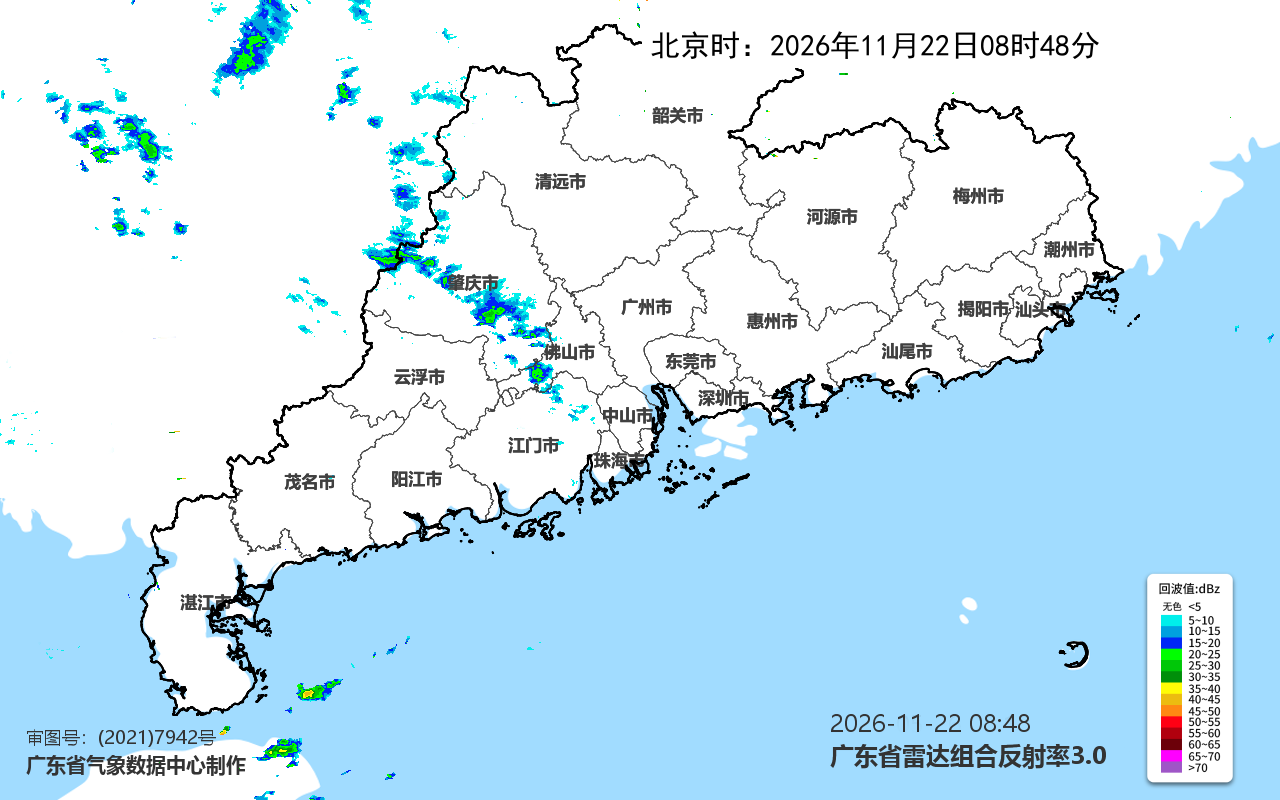 北京时：2026年11月22日08时48分
韶关市
清远市
梅州市
河源市
潮州市
肇庆市
广州市
揭阳市
汕头市
惠州市
佛山市
东莞市
汕尾市
云浮市
深圳市
中山市
江门市
珠海市
茂名市
阳江市
湛江市
回波值:dBz
无色 <5
5~10
10~15
15~20
20~25
25~30
30~35
35~40
40~45
45~50
50~55
55~60
60~65
65~70
>70
2026-11-22 08:48
广东省雷达组合反射率3.0
审图号：(2021)7942号
广东省气象数据中心制作